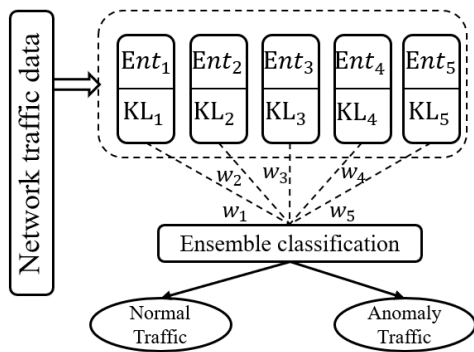 Network traffic data
Ent₁ Ent₂ Ent₃ Ent₄ Ent₅
KL₁ KL₂ KL₃ KL₄ KL₅
w₁ w₂ w₃ w₄ w₅
Ensemble classification
Normal
Traffic
Anomaly
Traffic